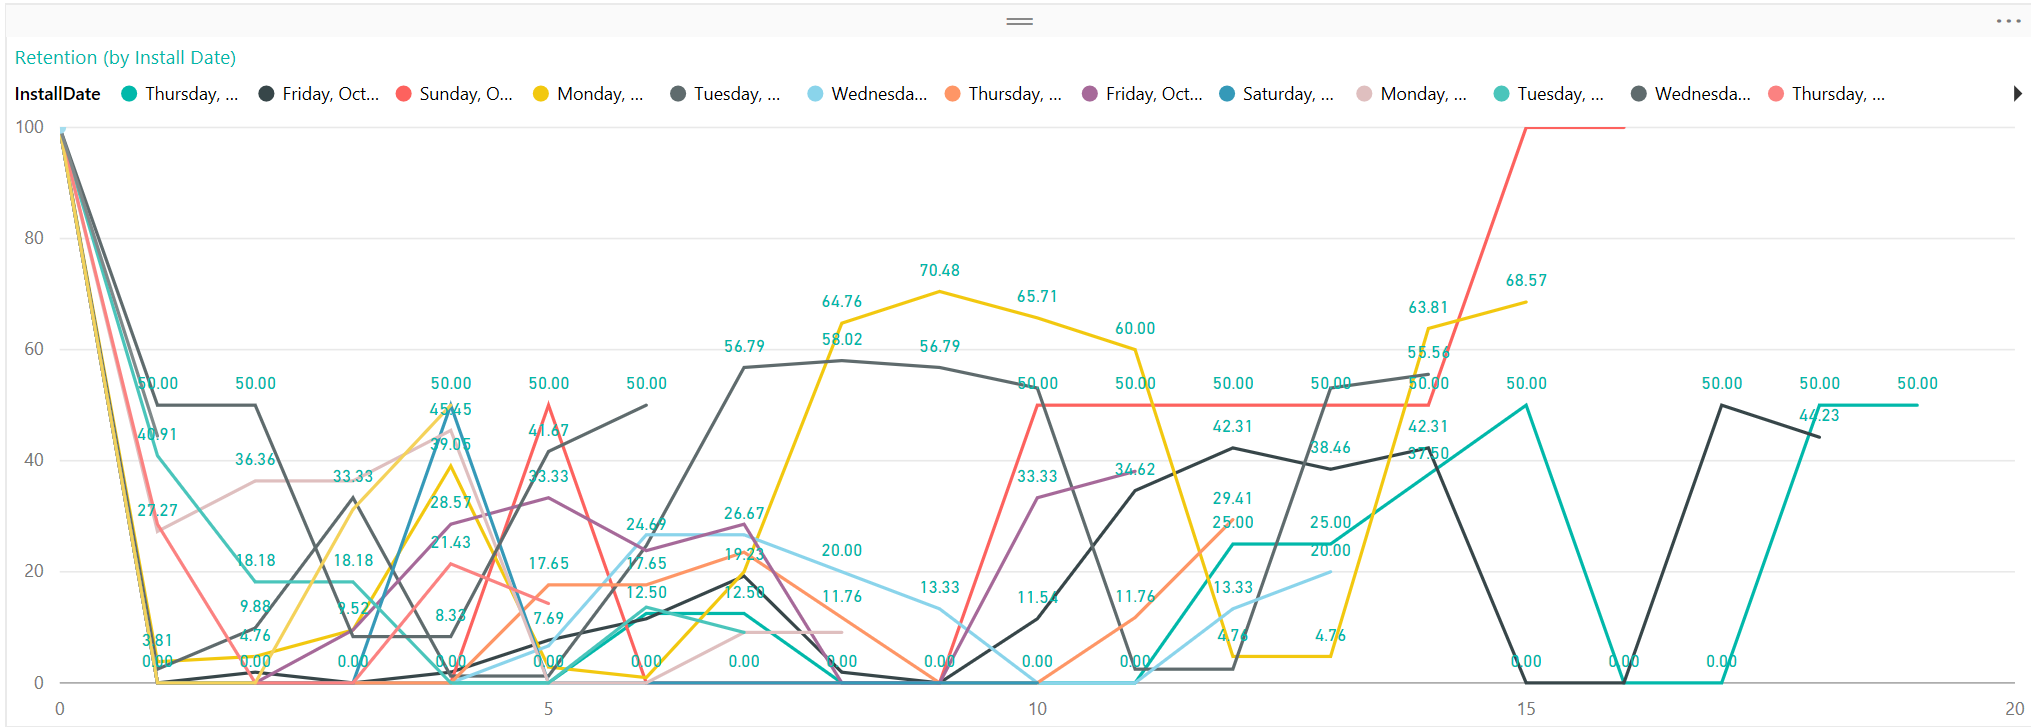 Retention (by Install Date)
InstallDate Thursday, ... Friday, Oct... Sunday, O... Monday, ... Tuesday, ... Wednesda... Thursday, ... Friday, Oct... Saturday, ... Monday, ... Tuesday, ... Wednesda... Thursday, ...
100
80
70.48
68.57
64.76 65.71 63.81
60.00
60
56.79 58.02 56.79 55.56
50.00 50.00 50.00 50.00 50.00 50.00 50.00 50.00 50.00 50.00 50.00 50.00 50.00 50.00
45.45 44.23
40.91 41.67 42.31 42.31
40
39.05 38.46 37.50
36.36 34.62
33.33 33.33 33.33
27.27 28.57 26.67 29.41
24.69 25.00 25.00
21.43
20
18.18 18.18 17.65 17.65 19.23 20.00 20.00
12.50 12.50 11.76 13.33 11.54 11.76 13.33
9.88 9.52 8.33 7.69
3.81 4.76 4.76 4.76
0.00 0.00 0.00 0.00 0.00 0.00 0.00 0.00 0.00 0.00 0.00 0.00 0.00 0.00
0
0 5 10 15 20